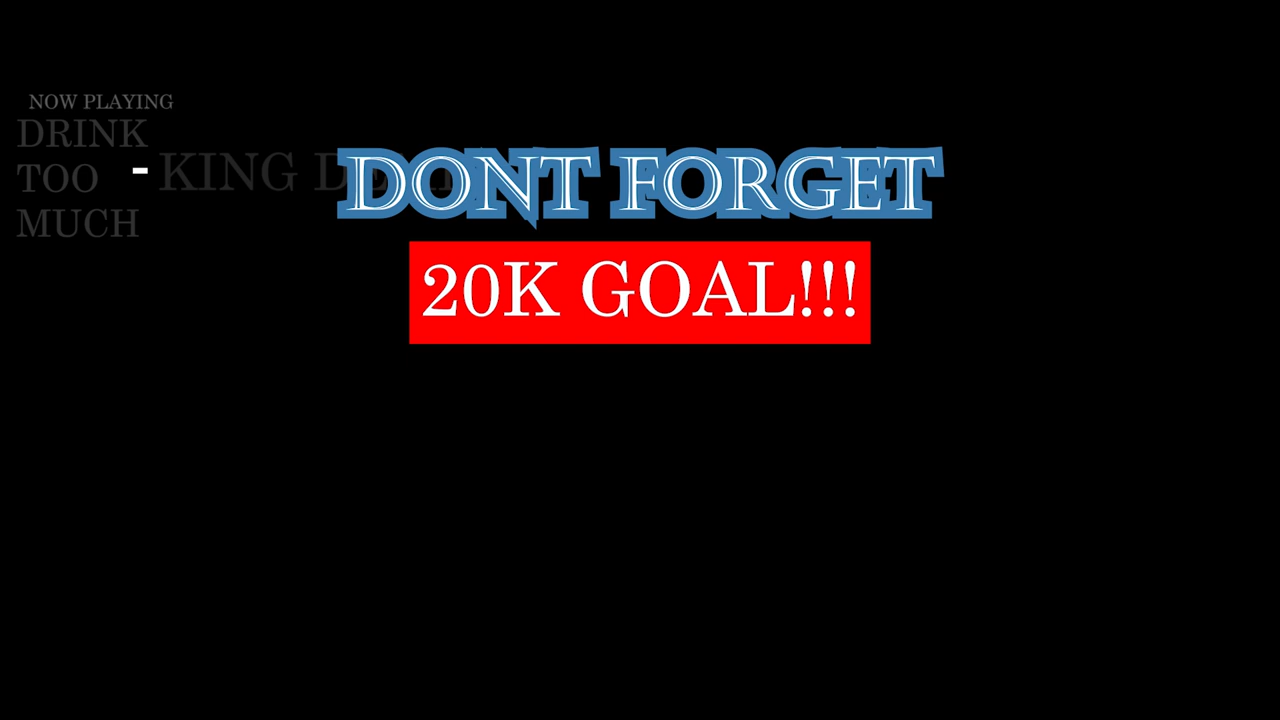 NOW PLAYING
DRINK
TOO
MUCH
- KING
DONT FORGET
20K GOAL!!!